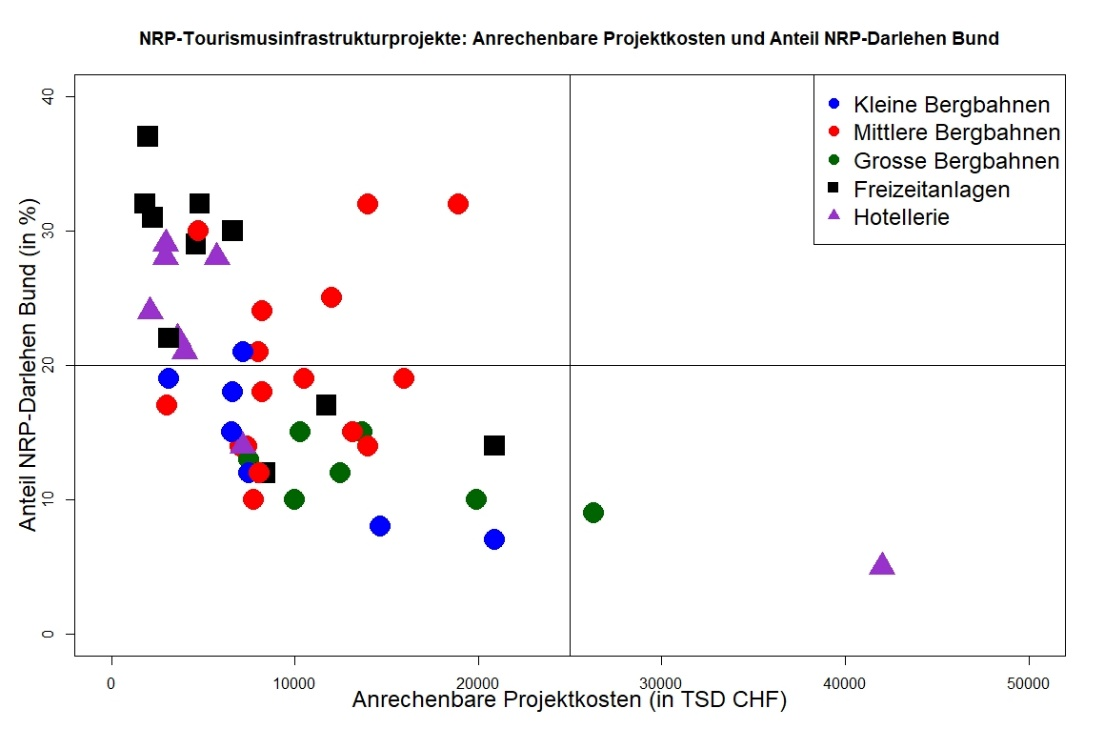 NRP-Tourismusinfrastrukturprojekte: Anrechenbare Projektkosten und Anteil NRP-Darlehen Bund
Kleine Bergbahnen
Mittlere Bergbahnen
Grosse Bergbahnen
Freizeitanlagen
Hotellerie
Anteil NRP-Darlehen Bund (in %)
40
30
20
10
0
0 10000 20000 30000 40000 50000
Anrechenbare Projektkosten (in TSD CHF)